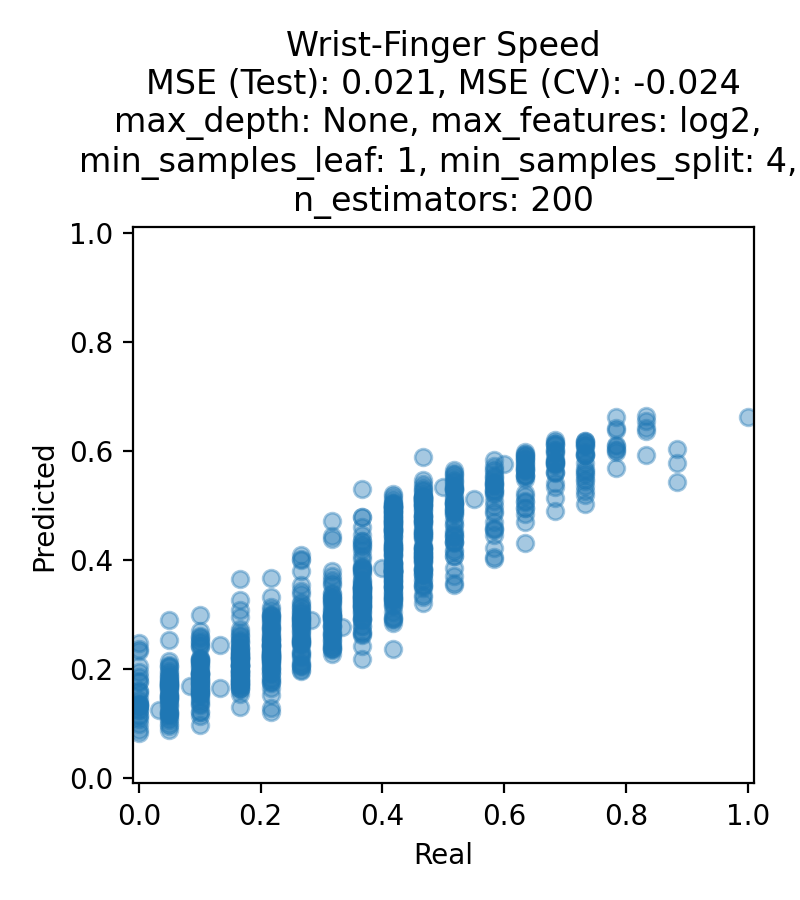 Wrist-Finger Speed
MSE (Test): 0.021, MSE (CV): -0.024
max_depth: None, max_features: log2,
min_samples_leaf: 1, min_samples_split: 4,
n_estimators: 200
1.0
0.8
0.6
0.4
0.2
0.0
Predicted
0.0 0.2 0.4 0.6 0.8 1.0
Real